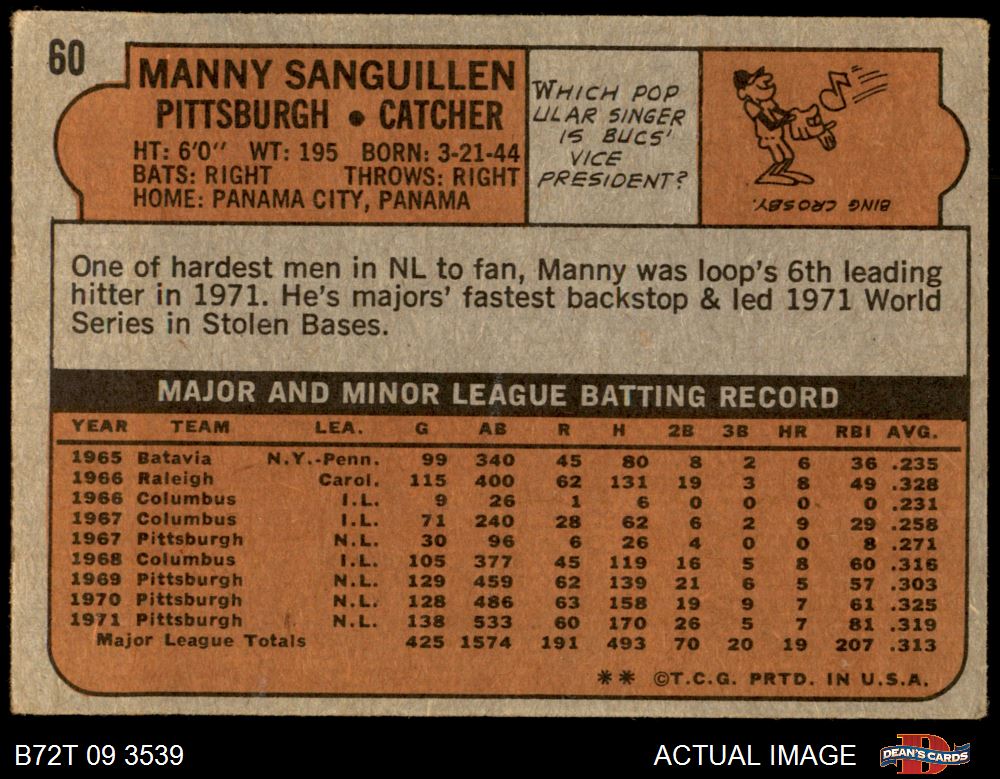 60
MANNY SANGUILLEN
PITTSBURGH • CATCHER
HT: 6'0" WT: 195 BORN: 3-21-44
BATS: RIGHT THROWS: RIGHT
HOME: PANAMA CITY, PANAMA
WHICH POP
ULAR SINGER
IS BUCS'
VICE
PRESIDENT?
BING CROSBY.
One of hardest men in NL to fan, Manny was loop's 6th leading
hitter in 1971. He's majors' fastest backstop & led 1971 World
Series in Stolen Bases.
MAJOR AND MINOR LEAGUE BATTING RECORD
YEAR TEAM LEA. G AB R H 2B 3B HR RBI AVG.
1965 Batavia N.Y.-Penn. 99 340 45 80 8 2 6 36 .235
1966 Raleigh Carol. 115 400 62 131 19 3 8 49 .328
1966 Columbus I.L. 9 26 1 6 0 0 0 0 .231
1967 Columbus I.L. 71 240 28 62 6 2 9 29 .258
1967 Pittsburgh N.L. 30 96 6 26 4 0 0 8 .271
1968 Columbus I.L. 105 377 45 119 16 5 8 60 .316
1969 Pittsburgh N.L. 129 459 62 139 21 6 5 57 .303
1970 Pittsburgh N.L. 128 486 63 158 19 9 7 61 .325
1971 Pittsburgh N.L. 138 533 60 170 26 5 7 81 .319
Major League Totals 425 1574 191 493 70 20 19 207 .313
** ©T.C.G. PRTD. IN U.S.A.
B72T 09 3539
ACTUAL IMAGE
DEAN'S CARDS